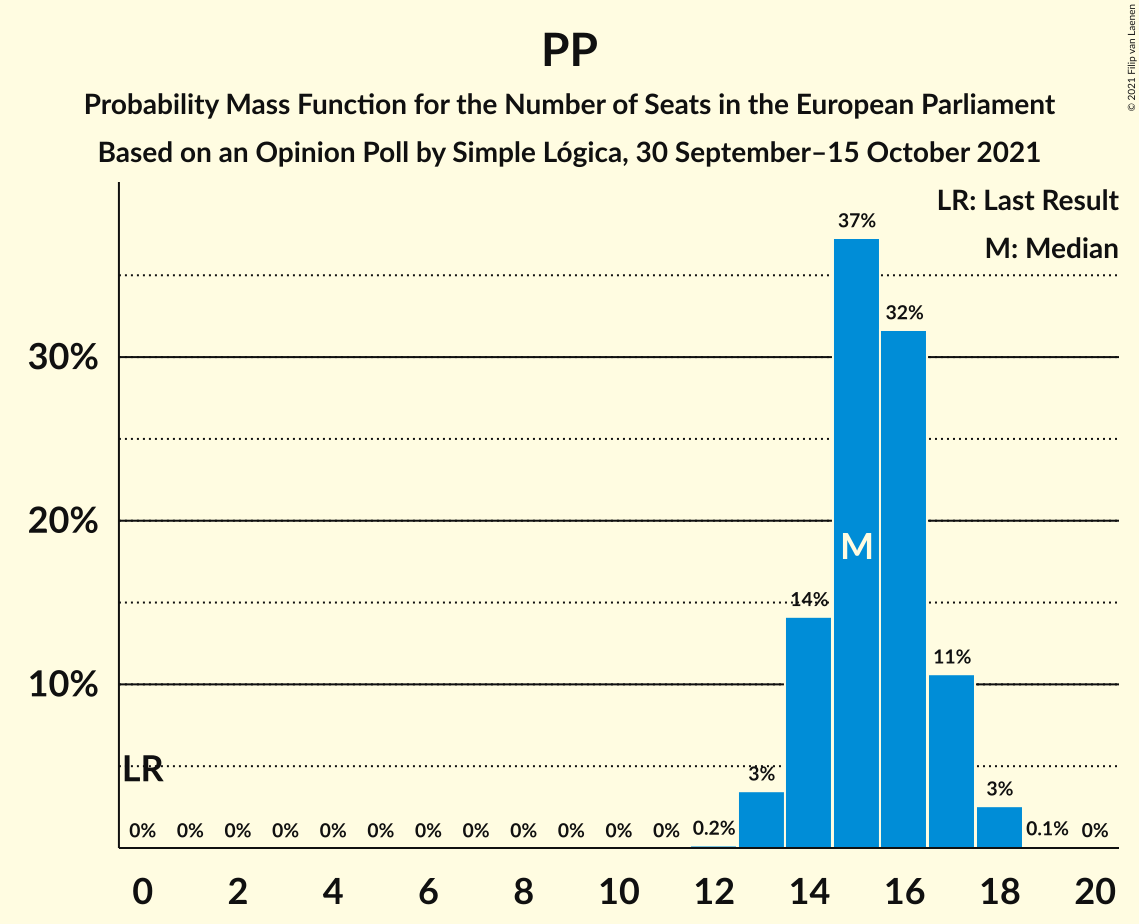 PP
Probability Mass Function for the Number of Seats in the European Parliament
Based on an Opinion Poll by Simple Lógica, 30 September–15 October 2021
© 2021 Filip van Laenen
LR: Last Result
M: Median
30%
20%
10%
LR
M
0% 0% 0% 0% 0% 0% 0% 0% 0% 0% 0% 0% 0.2% 3% 14% 37% 32% 11% 3% 0.1% 0%
0 2 4 6 8 10 12 14 16 18 20